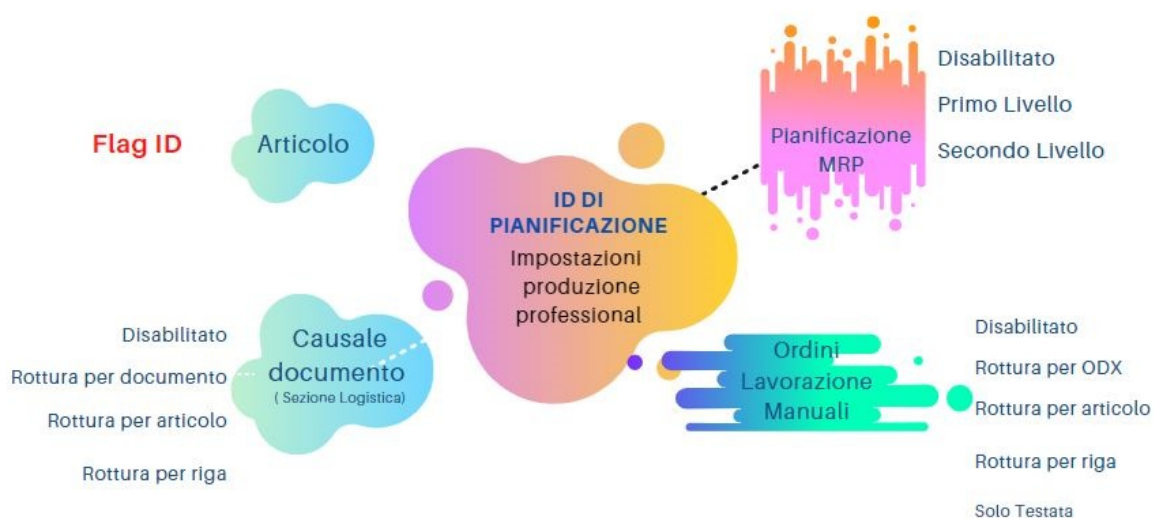 Flag ID
Articolo
ID DI
PIANIFICAZIONE
Impostazioni
produzione
professional
Pianificazione
MRP
Disabilitato
Primo Livello
Secondo Livello
Disabilitato
Rottura per documento
Rottura per articolo
Rottura per riga
Causale
documento
( Sezione Logistica)
Ordini
Lavorazione
Manuali
Disabilitato
Rottura per ODX
Rottura per articolo
Rottura per riga
Solo Testata